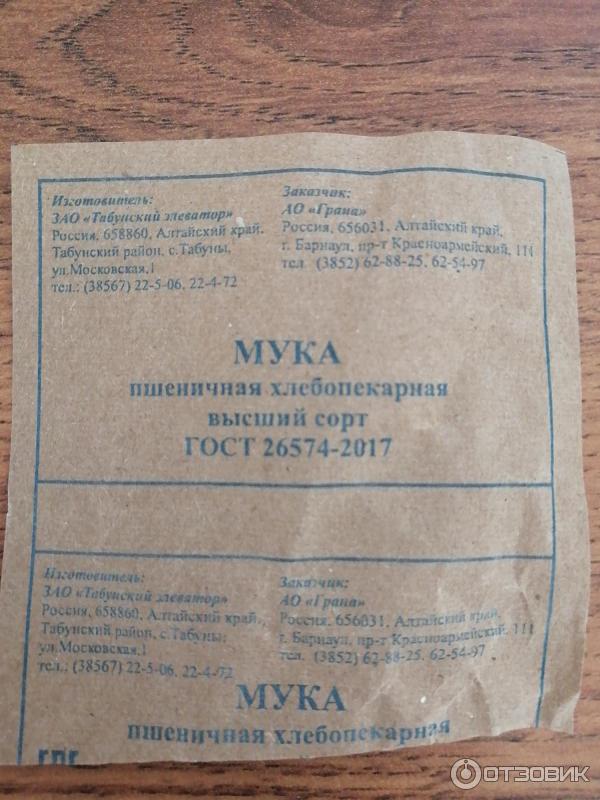 Изготовитель:
ЗАО «Табунский элеватор»
Россия, 658860, Алтайский край,
Табунский район, с.Табуны,
ул.Московская,1
тел.: (38567) 22-5-06, 22-4-72
Заказчик:
АО «Грана»
Россия, 656031, Алтайский край,
г. Барнаул, пр-т Красноармейский, 111
тел. (3852) 62-88-25, 62-54-97
МУКА
пшеничная хлебопекарная
высший сорт
ГОСТ 26574-2017
Изготовитель:
ЗАО «Табунский элеватор»
Россия, 658860, Алтайский край,
Табунский район, с.Табуны,
ул.Московская,1
тел.: (38567) 22-5-06, 22-4-72
Заказчик:
АО «Грана»
Россия, 656031, Алтайский край,
г. Барнаул, пр-т Красноармейский, 111
тел. (3852) 62-88-25, 62-54-97
МУКА
пшеничная хлебопекарная
ОТЗОВИК